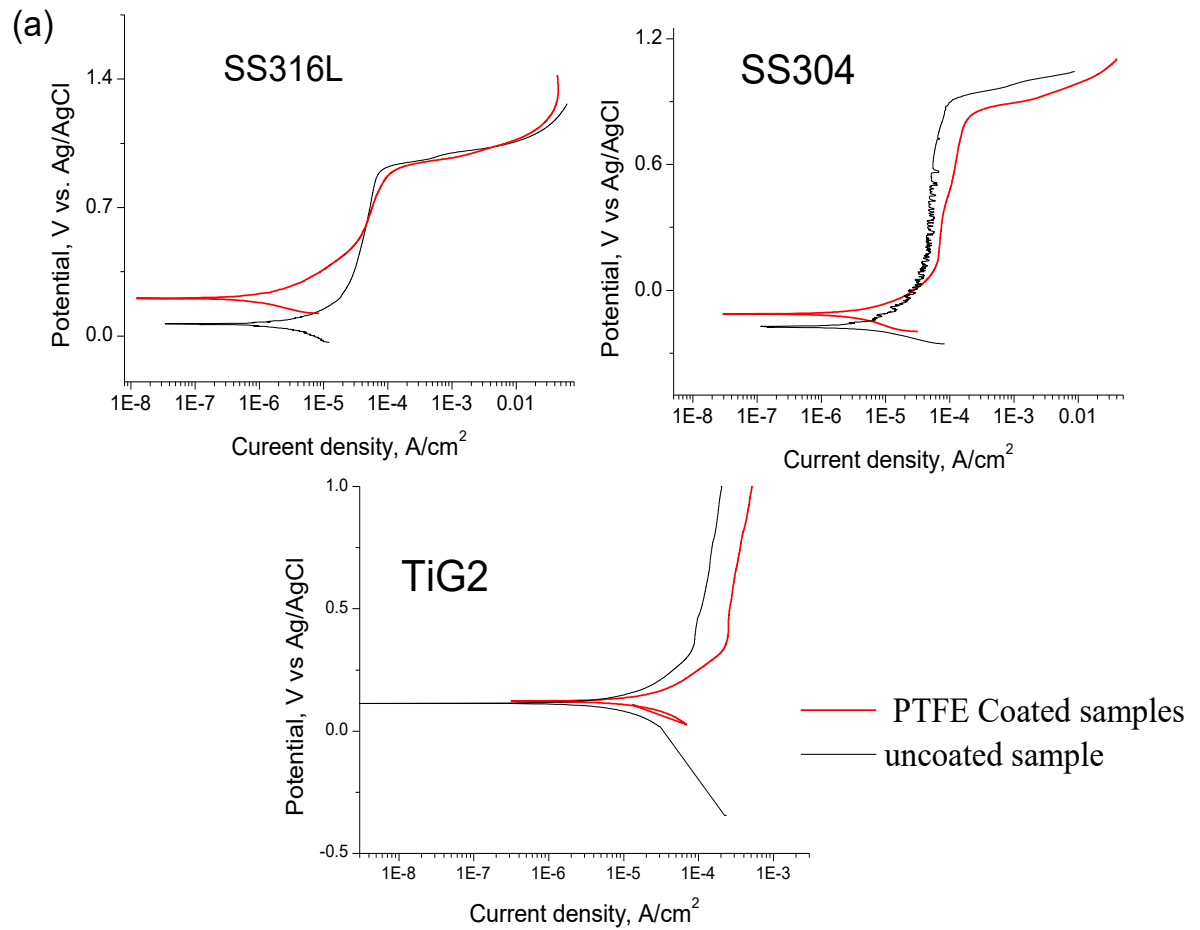 (a)
SS316L
Potential, V vs. Ag/AgCl
1.4
0.7
0.0
1E-8 1E-7 1E-6 1E-5 1E-4 1E-3 0.01
Cureent density, A/cm²
SS304
Potential, V vs Ag/AgCl
1.2
0.6
0.0
1E-8 1E-7 1E-6 1E-5 1E-4 1E-3 0.01
Current density, A/cm²
TiG2
Potential, V vs Ag/AgCl
1.0
0.5
0.0
-0.5
1E-8 1E-7 1E-6 1E-5 1E-4 1E-3
Current density, A/cm²
PTFE Coated samples
uncoated sample